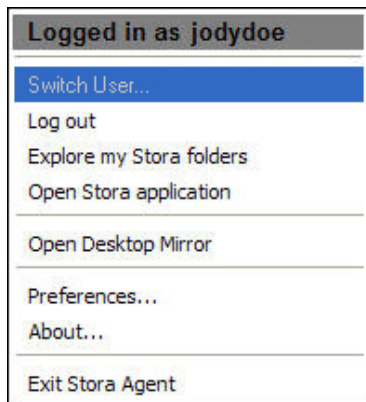 Logged in as jodydoe
Switch User...
Log out
Explore my Stora folders
Open Stora application
Open Desktop Mirror
Preferences...
About...
Exit Stora Agent